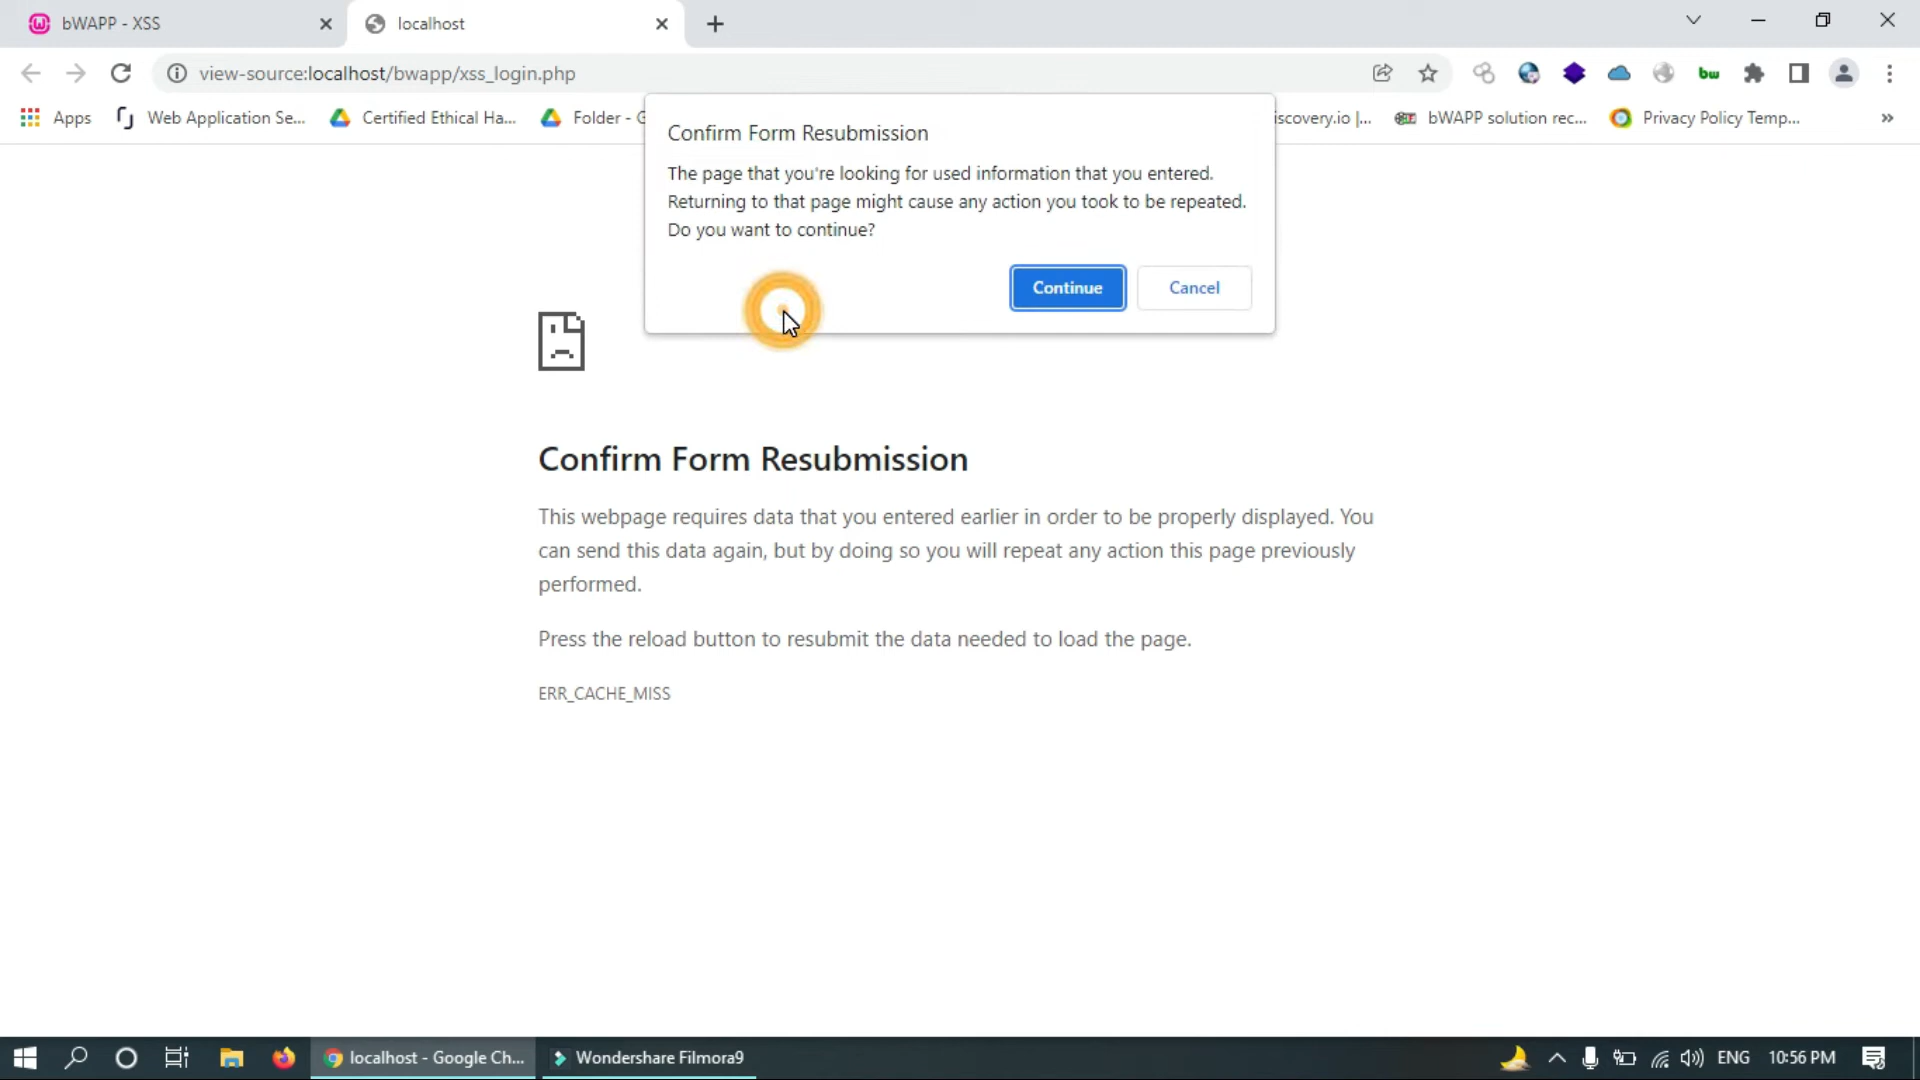 bWAPP - XSS
localhost
view-source:localhost/bwapp/xss_login.php
bw
Apps
Web Application Se...
Certified Ethical Ha...
Folder - G
iscovery.io |...
bWAPP solution rec...
Privacy Policy Temp...
»
Confirm Form Resubmission
The page that you're looking for used information that you entered.
Returning to that page might cause any action you took to be repeated.
Do you want to continue?
Continue
Cancel
Confirm Form Resubmission
This webpage requires data that you entered earlier in order to be properly displayed. You
can send this data again, but by doing so you will repeat any action this page previously
performed.
Press the reload button to resubmit the data needed to load the page.
ERR_CACHE_MISS
localhost - Google Ch...
Wondershare Filmora9
ENG
10:56 PM